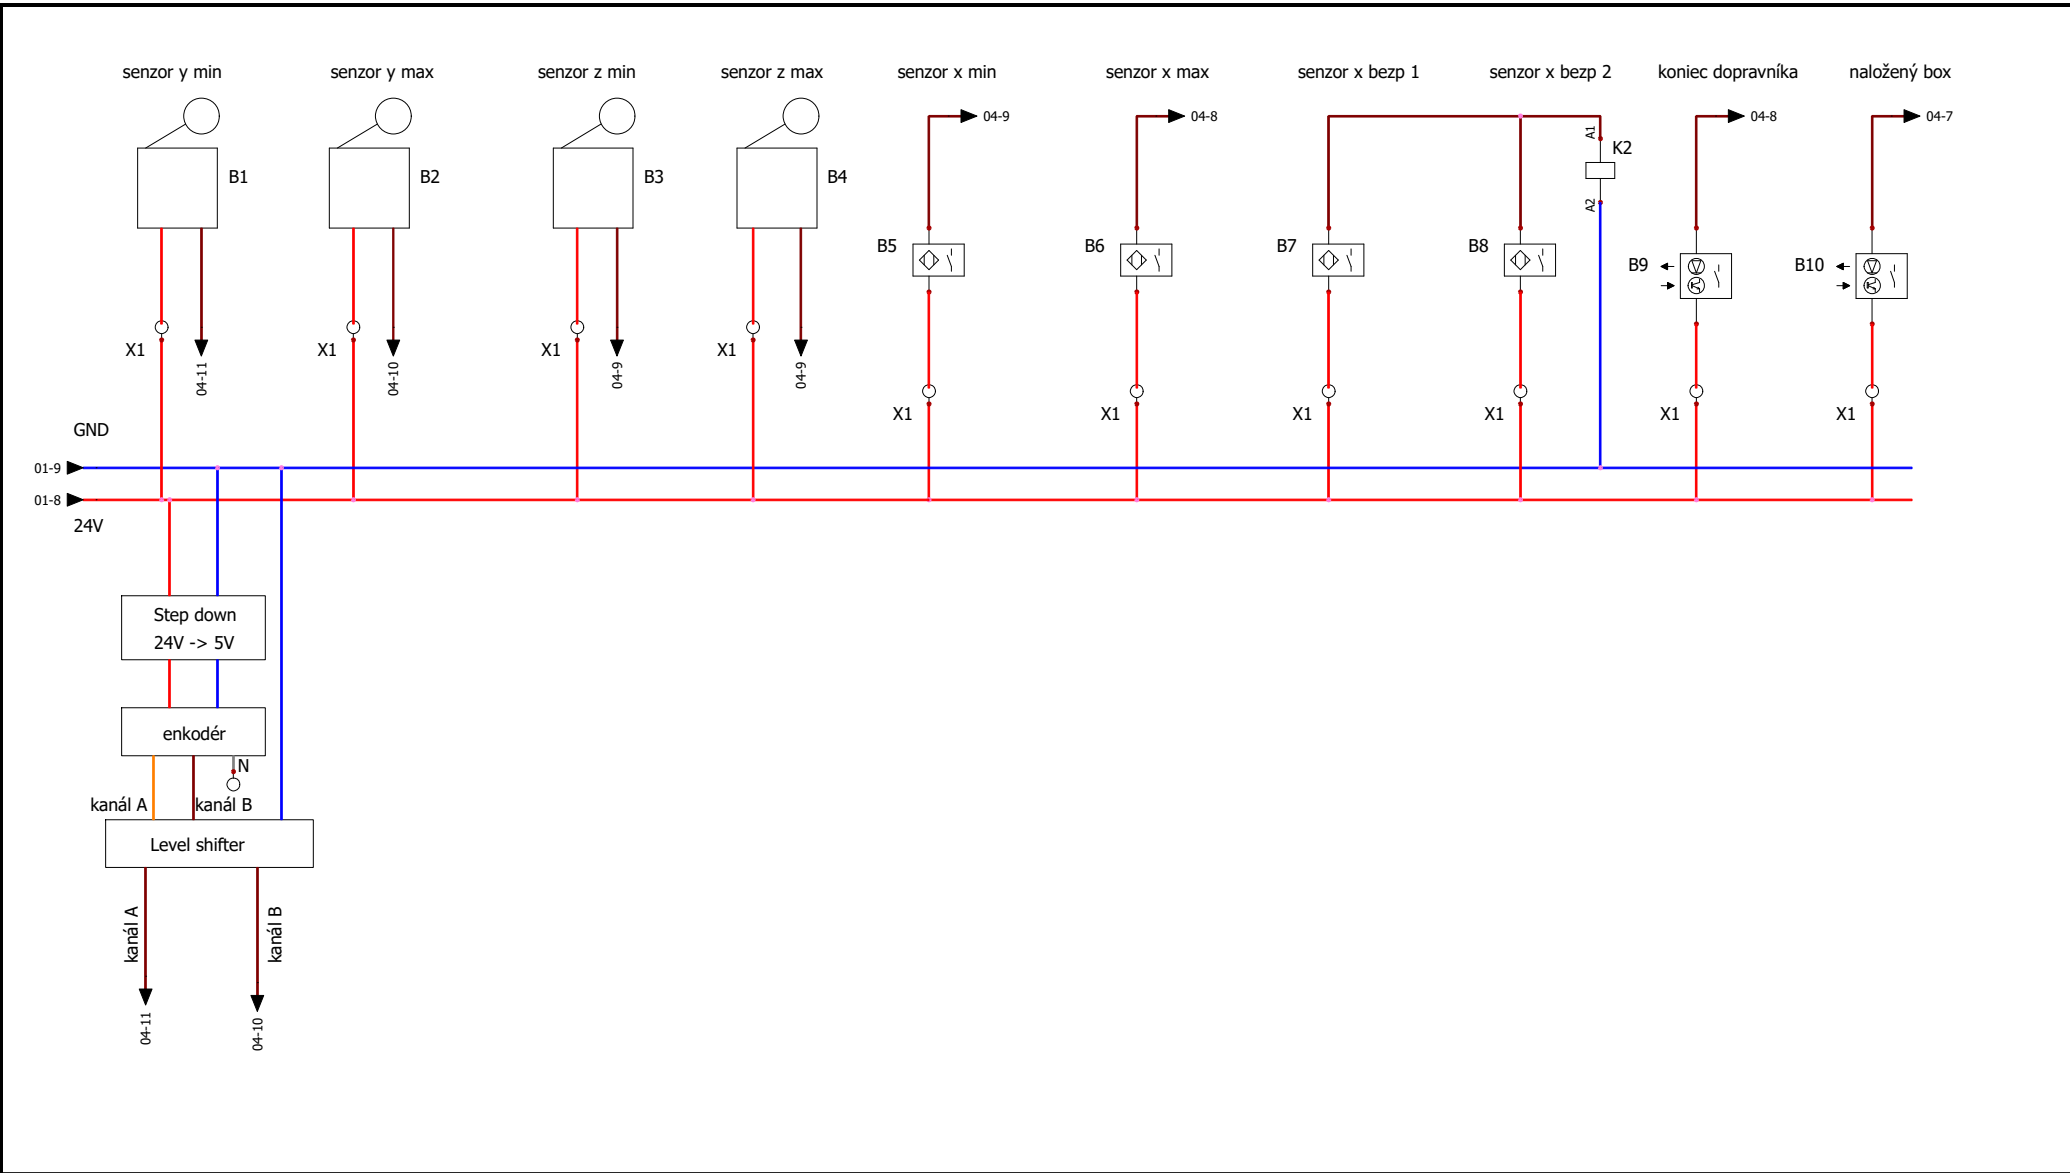 senzor y min
senzor y max
senzor z min
senzor z max
senzor x min
senzor x max
senzor x bezp 1
senzor x bezp 2
koniec dopravníka
naložený box
04-9
04-8
04-8
04-7
A1
K2
A2
B1
B2
B3
B4
B5
B6
B7
B8
B9
B10
X1
X1
X1
X1
04-11
04-10
04-9
04-9
X1
X1
X1
X1
X1
X1
GND
01-9
01-8
24V
Step down
24V -> 5V
enkodér
N
kanál A
kanál B
Level shifter
kanál A
kanál B
04-11
04-10